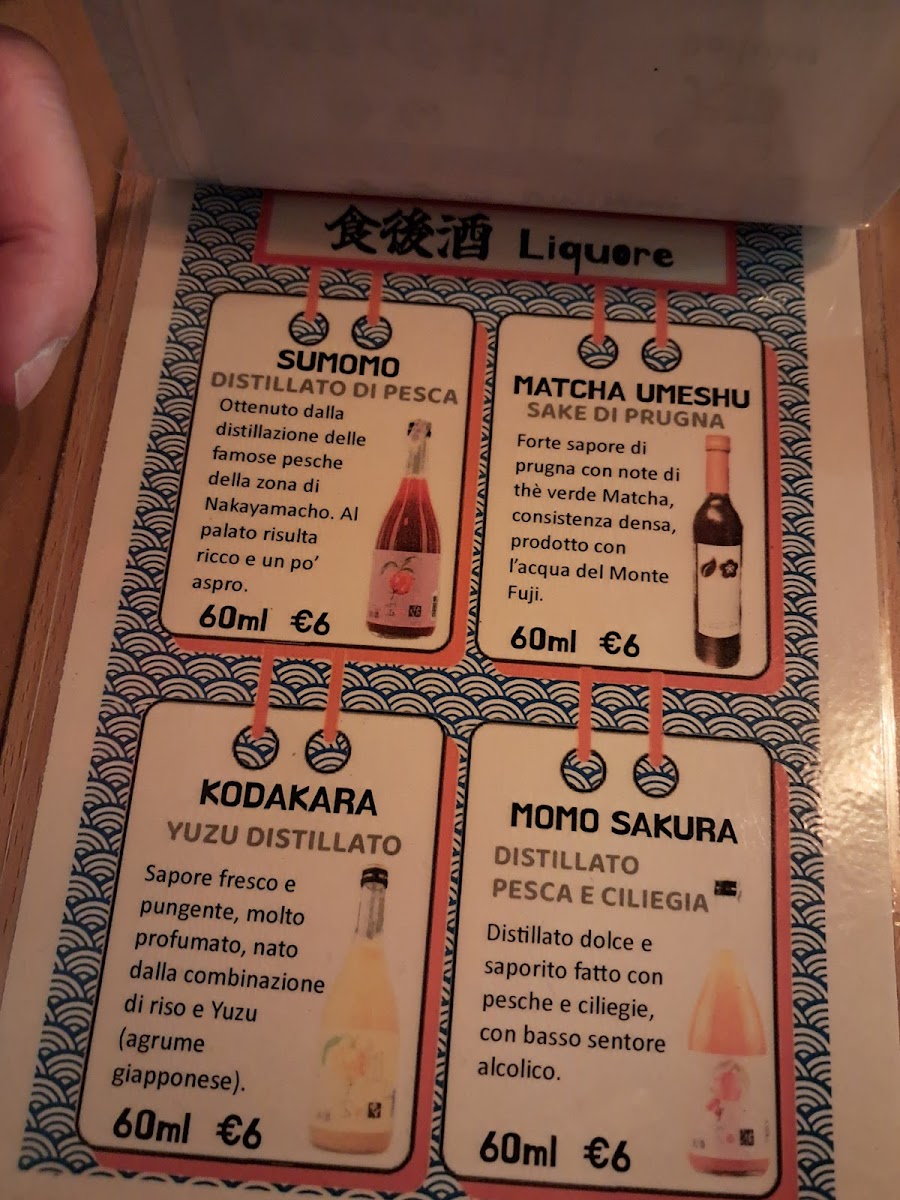 食後酒 Liquore
SUMOMO
DISTILLATO DI PESCA
Ottenuto dalla
distillazione delle
famose pesche
della zona di
Nakayamacho. Al
palato risulta
ricco e un po’
aspro.
60ml €6
MATCHA UMESHU
SAKE DI PRUGNA
Forte sapore di
prugna con note di
thè verde Matcha,
consistenza densa,
prodotto con
l’acqua del Monte
Fuji.
60ml €6
KODAKARA
YUZU DISTILLATO
Sapore fresco e
pungente, molto
profumato, nato
dalla combinazione
di riso e Yuzu
(agrume
giapponese).
60ml €6
MOMO SAKURA
DISTILLATO
PESCA E CILIEGIA
Distillato dolce e
saporito fatto con
pesche e ciliegie,
con basso sentore
alcolico.
60ml €6